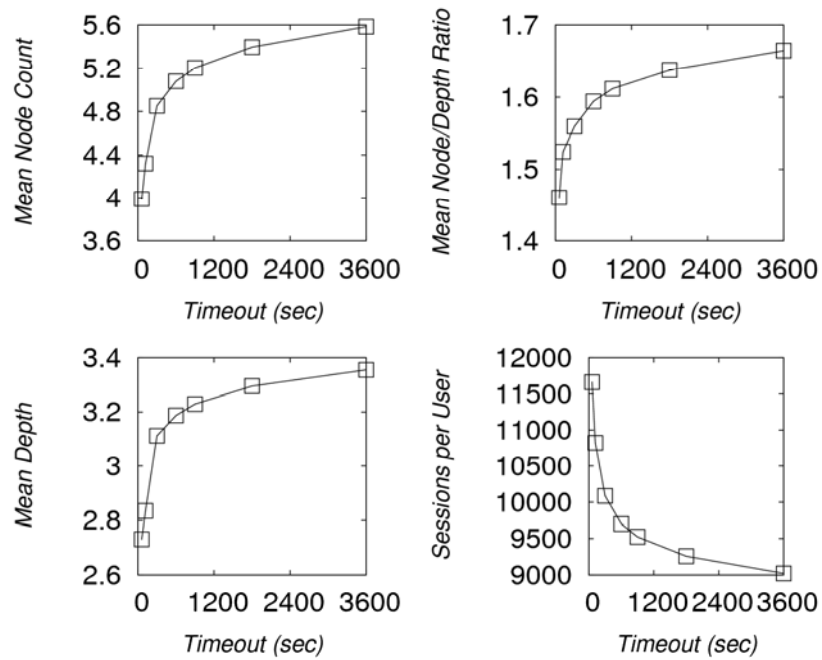 Mean Node Count
5.6
5.2
4.8
4.4
4
3.6
0 1200 2400 3600
Timeout (sec)
Mean Node/Depth Ratio
1.7
1.6
1.5
1.4
0 1200 2400 3600
Timeout (sec)
Mean Depth
3.4
3.2
3
2.8
2.6
0 1200 2400 3600
Timeout (sec)
Sessions per User
12000
11500
11000
10500
10000
9500
9000
0 1200 2400 3600
Timeout (sec)